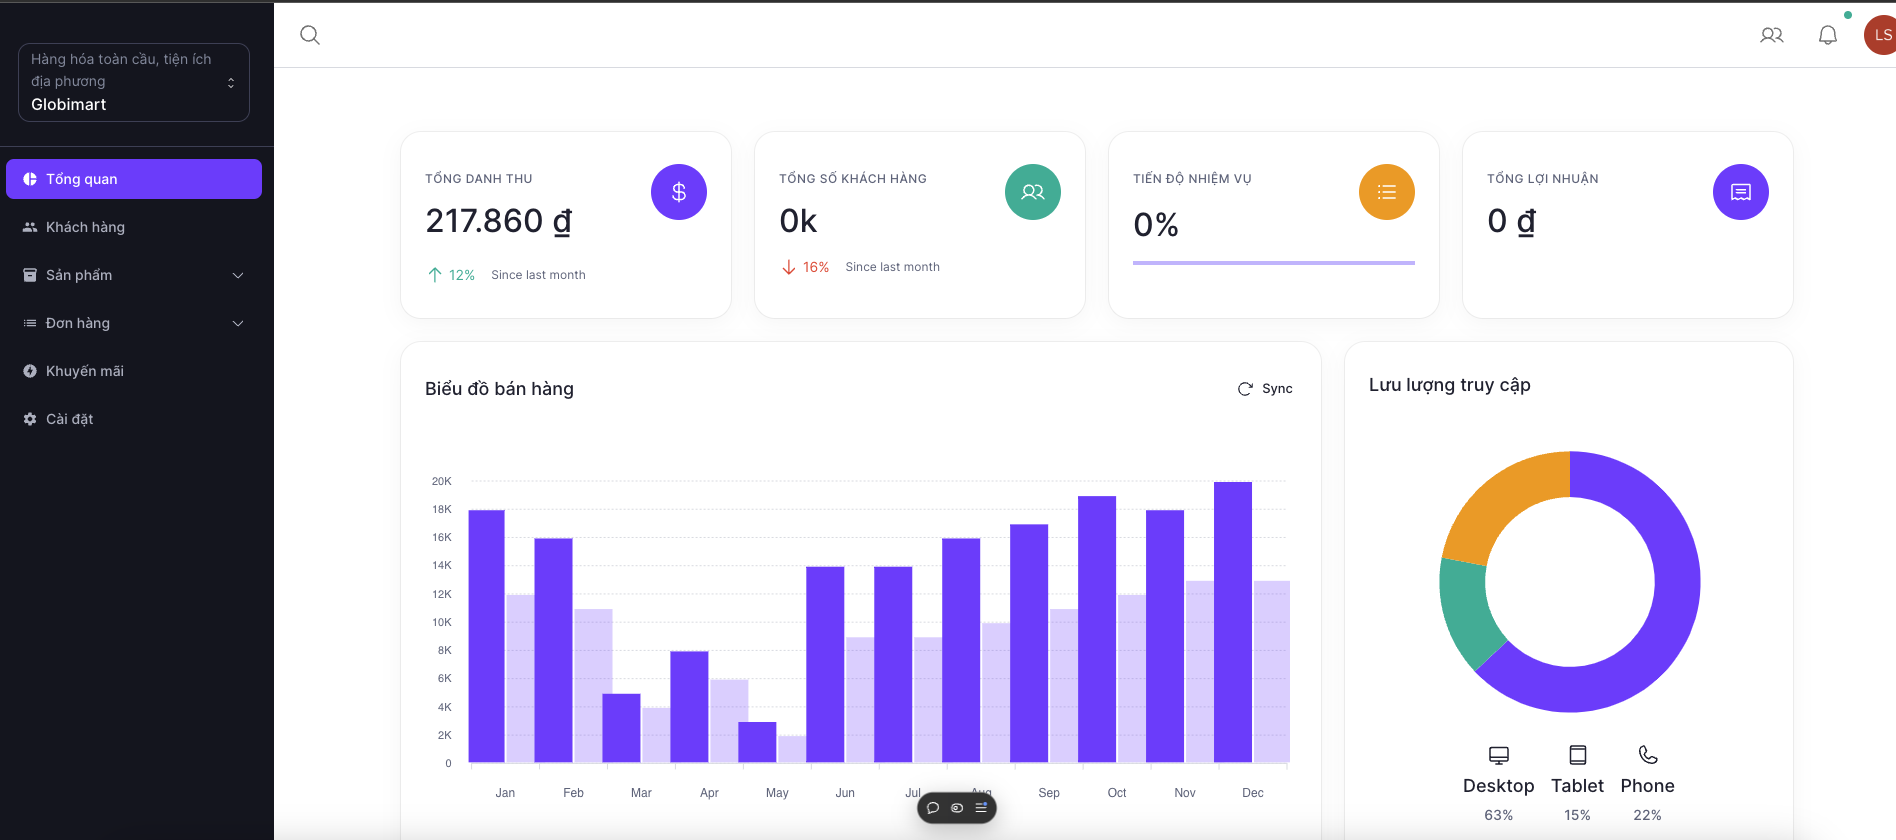 Hàng hóa toàn cầu, tiện ích
địa phương
Globimart
Tổng quan
Khách hàng
Sản phẩm
Đơn hàng
Khuyến mãi
Cài đặt
LS
TỔNG DANH THU
217.860 ₫
12% Since last month
TỔNG SỐ KHÁCH HÀNG
0k
16% Since last month
TIẾN ĐỘ NHIỆM VỤ
0%
TỔNG LỢI NHUẬN
0 ₫
Biểu đồ bán hàng
Sync
20K
18K
16K
14K
12K
10K
8K
6K
4K
2K
0
Jan Feb Mar Apr May Jun Jul Aug Sep Oct Nov Dec
Lưu lượng truy cập
Desktop Tablet Phone
63% 15% 22%